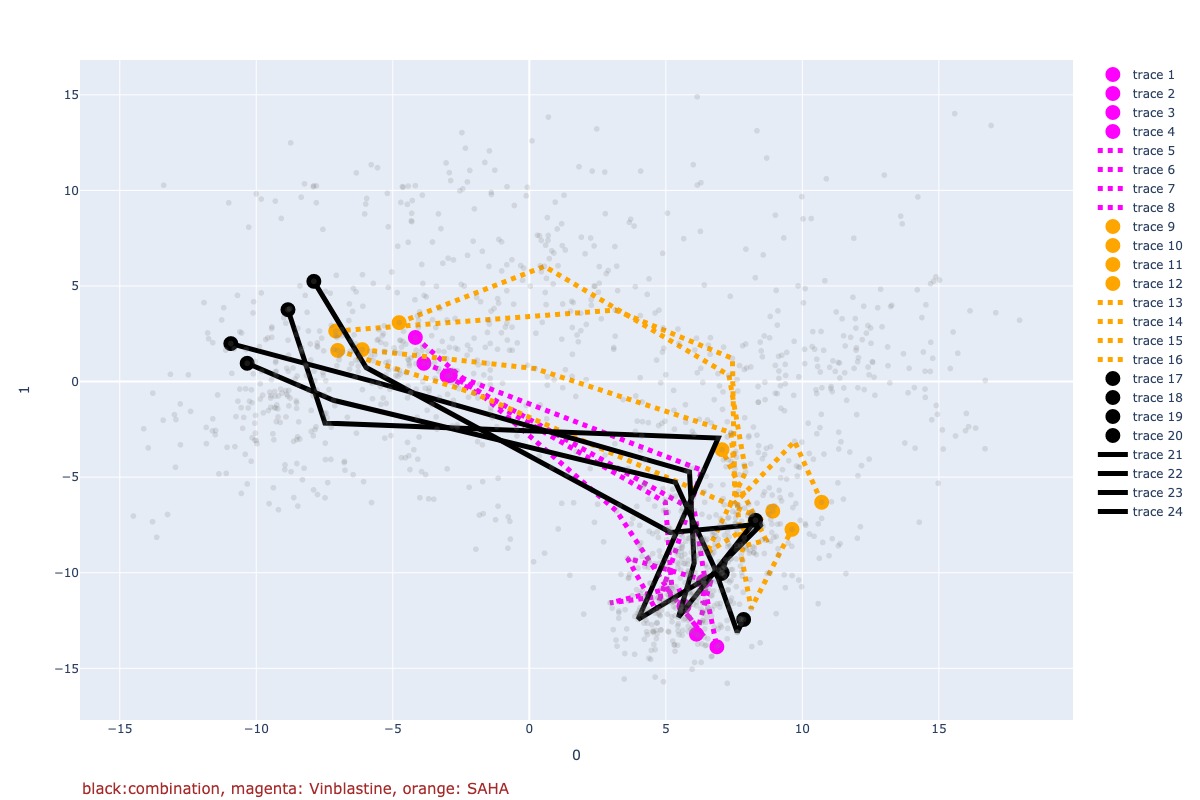 15
10
5
0
−5
−10
−15
1
−15
−10
−5
0
5
10
15
0
trace 1
trace 2
trace 3
trace 4
trace 5
trace 6
trace 7
trace 8
trace 9
trace 10
trace 11
trace 12
trace 13
trace 14
trace 15
trace 16
trace 17
trace 18
trace 19
trace 20
trace 21
trace 22
trace 23
trace 24
black:combination, magenta: Vinblastine, orange: SAHA